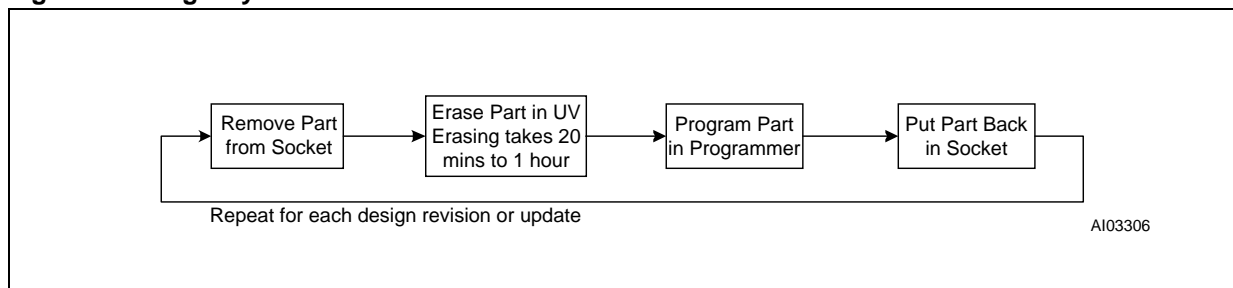 Remove Part
from Socket
Erase Part in UV
Erasing takes 20
mins to 1 hour
Program Part
in Programmer
Put Part Back
in Socket
Repeat for each design revision or update
AI03306